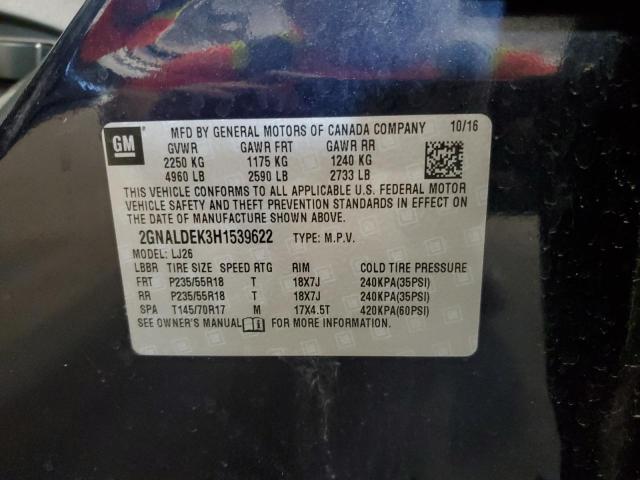 GM
MFD BY GENERAL MOTORS OF CANADA COMPANY 10/16
GVWR GAWR FRT GAWR RR
2250 KG 1175 KG 1240 KG
4960 LB 2590 LB 2733 LB
THIS VEHICLE CONFORMS TO ALL APPLICABLE U.S. FEDERAL MOTOR
VEHICLE SAFETY AND THEFT PREVENTION STANDARDS IN EFFECT ON
THE DATE OF MANUFACTURE SHOWN ABOVE.
2GNALDEK3H1539622 TYPE: M.P.V.
MODEL: LJ26
LBBR TIRE SIZE SPEED RTG RIM COLD TIRE PRESSURE
FRT P235/55R18 T 18X7J 240KPA(35PSI)
RR P235/55R18 T 18X7J 240KPA(35PSI)
SPA T145/70R17 M 17X4.5T 420KPA(60PSI)
SEE OWNER'S MANUAL FOR MORE INFORMATION.